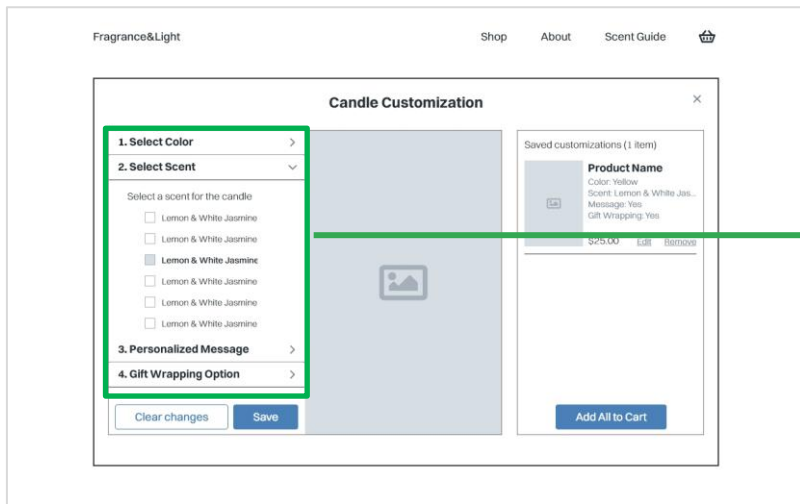 Fragrance&Light
Shop About Scent Guide
Candle Customization
1. Select Color
2. Select Scent
Select a scent for the candle
Lemon & White Jasmine
Lemon & White Jasmine
Lemon & White Jasmine
Lemon & White Jasmine
Lemon & White Jasmine
Lemon & White Jasmine
3. Personalized Message
4. Gift Wrapping Option
Clear changes Save
Saved customizations (1 item)
Product Name
Color: Yellow
Scent: Lemon & White Jas...
Message: Yes
Gift Wrapping: Yes
$25.00 Edit Remove
Add All to Cart